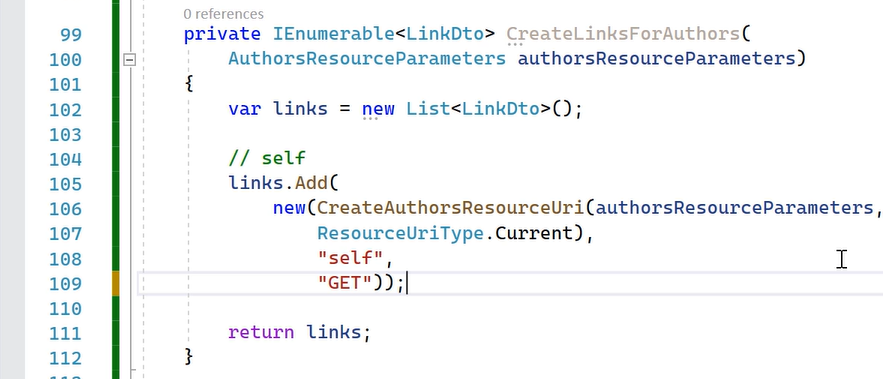 0 references
99 private IEnumerable<LinkDto> CreateLinksForAuthors(
100 AuthorsResourceParameters authorsResourceParameters)
101 {
102 var links = new List<LinkDto>();
103
104 // self
105 links.Add(
106 new(CreateAuthorsResourceUri(authorsResourceParameters,
107 ResourceUriType.Current),
108 "self",
109 "GET"));
110
111 return links;
112 }